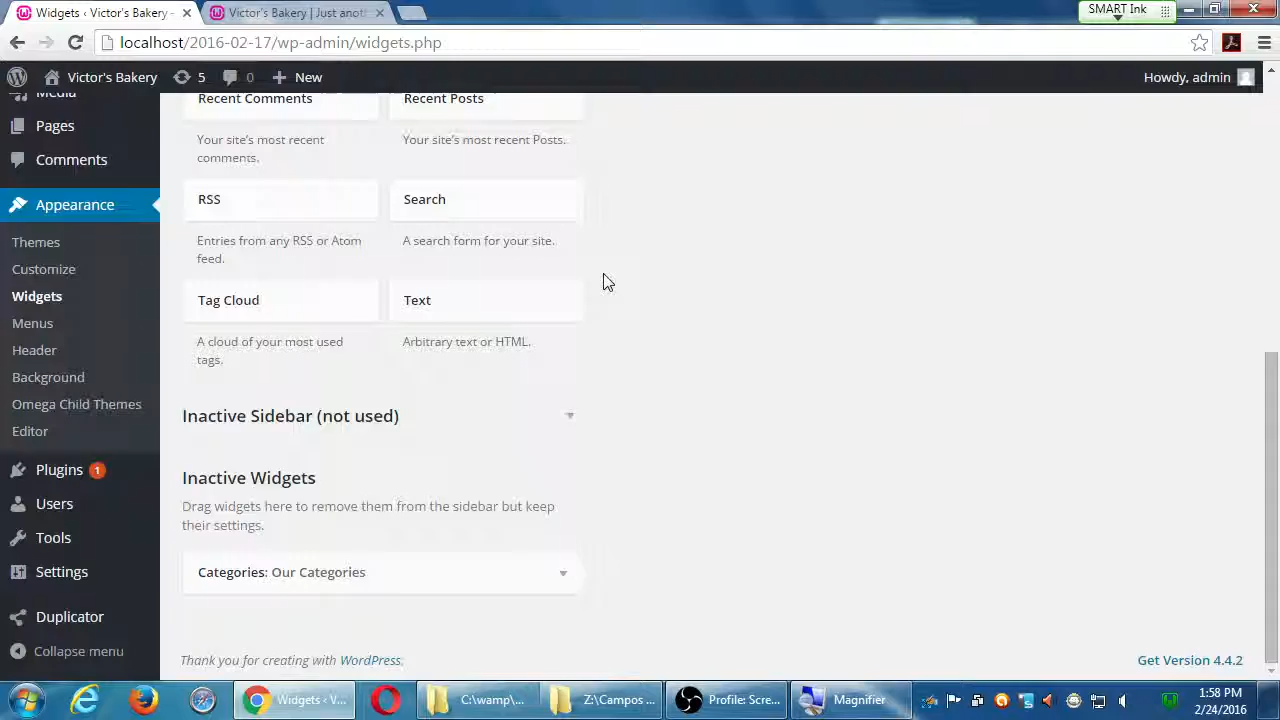 Widgets ‹ Victor's Bakery -
Victor's Bakery | Just anot
SMART Ink
localhost/2016-02-17/wp-admin/widgets.php
Victor's Bakery
5
0
New
Howdy, admin
Media
Pages
Comments
Appearance
Themes
Customize
Widgets
Menus
Header
Background
Omega Child Themes
Editor
Plugins 1
Users
Tools
Settings
Duplicator
Collapse menu
Recent Comments
Your site's most recent
comments.
Recent Posts
Your site's most recent Posts.
RSS
Entries from any RSS or Atom
feed.
Search
A search form for your site.
Tag Cloud
A cloud of your most used
tags.
Text
Arbitrary text or HTML.
Inactive Sidebar (not used)
Inactive Widgets
Drag widgets here to remove them from the sidebar but keep
their settings.
Categories: Our Categories
Thank you for creating with WordPress.
Get Version 4.4.2
Widgets ‹ V...
C:\wamp\...
Z:\Campos ...
Profile: Scre...
Magnifier
1:58 PM
2/24/2016